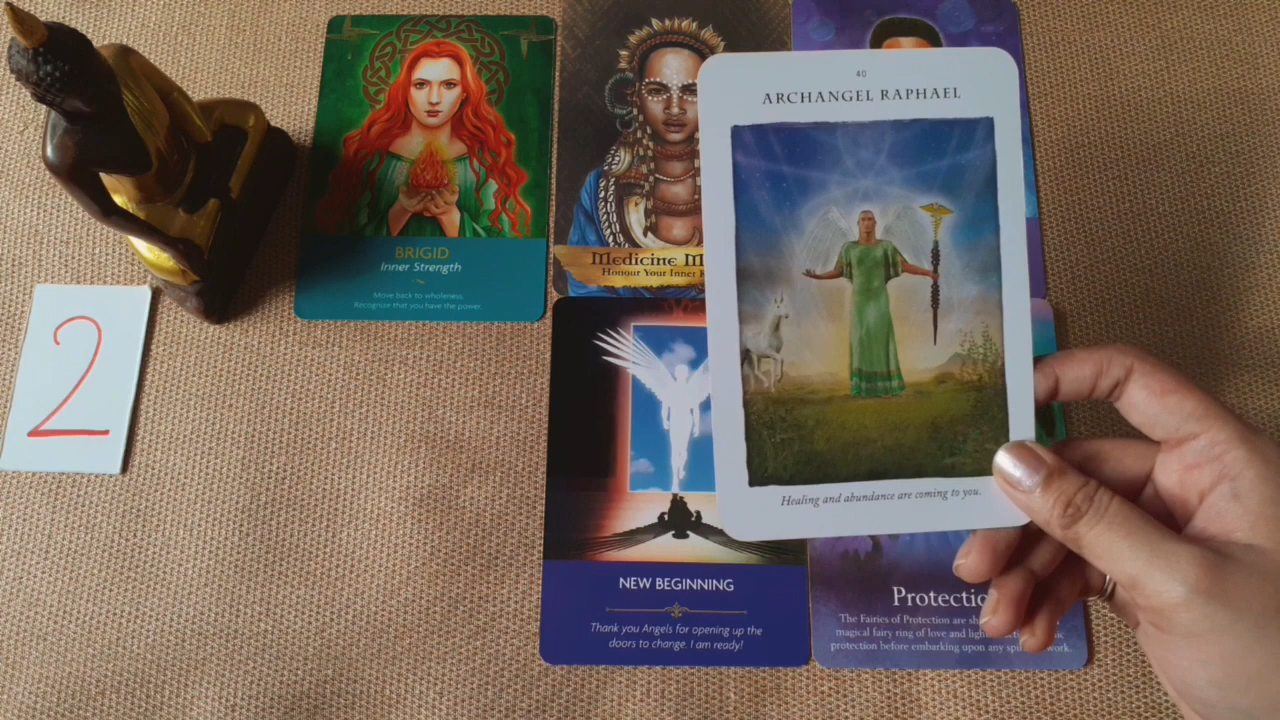 2
BRIGID
Inner Strength
Move back to wholeness.
Recognize that you have the power.
Medicine
Honour Your Inner
40
ARCHANGEL RAPHAEL
Healing and abundance are coming to you.
NEW BEGINNING
Thank you Angels for opening up the
doors to change. I am ready!
Protectio
The Fairies of Protection are
magical fairy ring of love and light
protection before embarking upon any work.